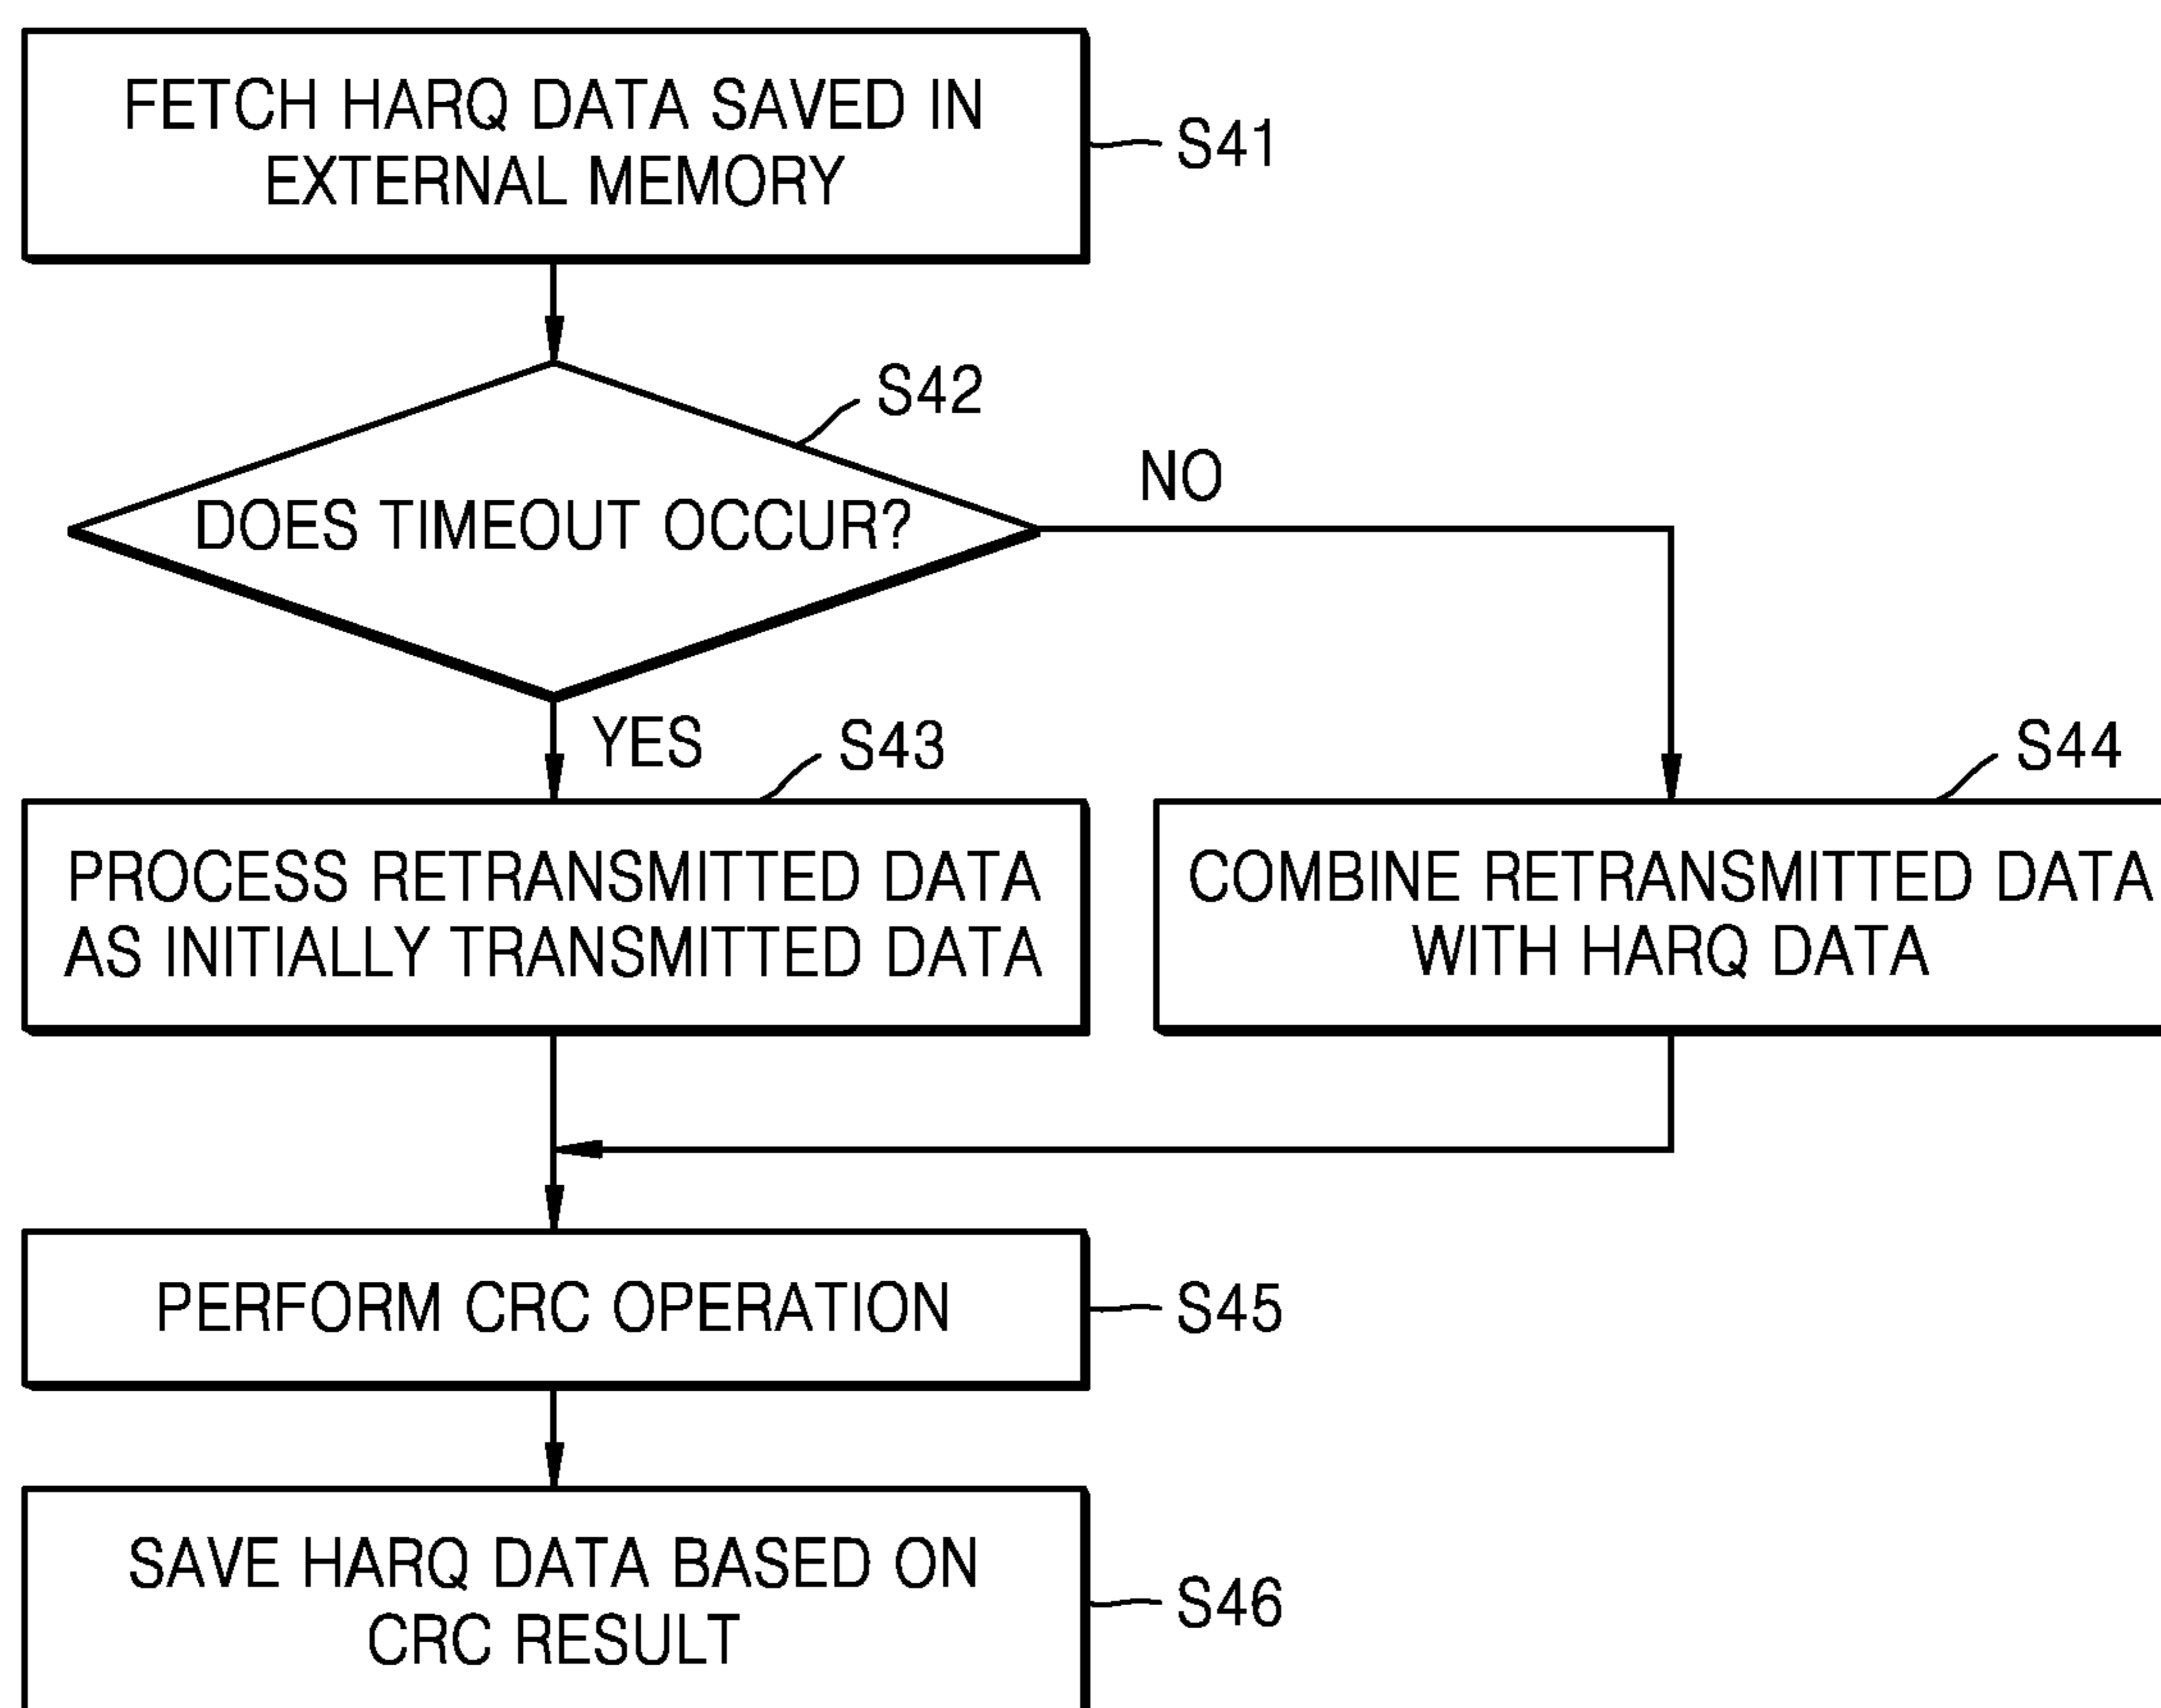 FETCH HARQ DATA SAVED IN
EXTERNAL MEMORY
S41
S42
DOES TIMEOUT OCCUR?
NO
YES
S43
S44
PROCESS RETRANSMITTED DATA
AS INITIALLY TRANSMITTED DATA
COMBINE RETRANSMITTED DATA
WITH HARQ DATA
PERFORM CRC OPERATION
S45
SAVE HARQ DATA BASED ON
CRC RESULT
S46